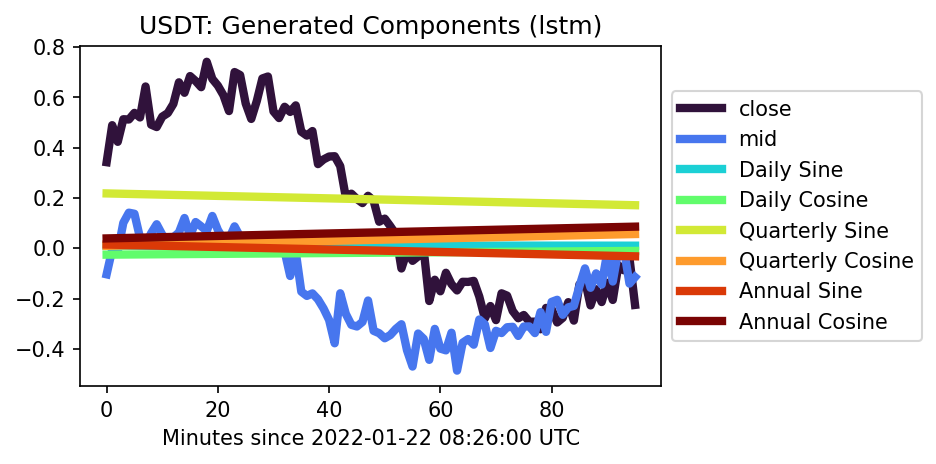 USDT: Generated Components (lstm)
0.8
0.6
0.4
0.2
0.0
−0.2
−0.4
0 20 40 60 80
Minutes since 2022-01-22 08:26:00 UTC
close
mid
Daily Sine
Daily Cosine
Quarterly Sine
Quarterly Cosine
Annual Sine
Annual Cosine